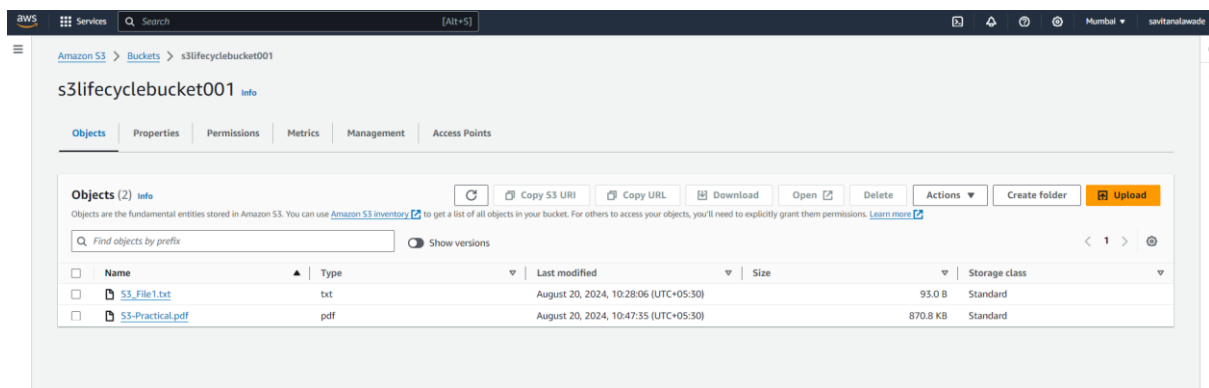 aws Services Search [Alt+S] Mumbai savitanalawade
Amazon S3 > Buckets > s3lifecyclebucket001
s3lifecyclebucket001 Info
Objects Properties Permissions Metrics Management Access Points
Objects (2) Info Copy S3 URI Copy URL Download Open Delete Actions Create folder Upload
Objects are the fundamental entities stored in Amazon S3. You can use Amazon S3 inventory to get a list of all objects in your bucket. For others to access your objects, you'll need to explicitly grant them permissions. Learn more
Find objects by prefix Show versions 1
Name Type Last modified Size Storage class
S3_File1.txt txt August 20, 2024, 10:28:06 (UTC+05:30) 93.0 B Standard
S3-Practical.pdf pdf August 20, 2024, 10:47:35 (UTC+05:30) 870.8 KB Standard